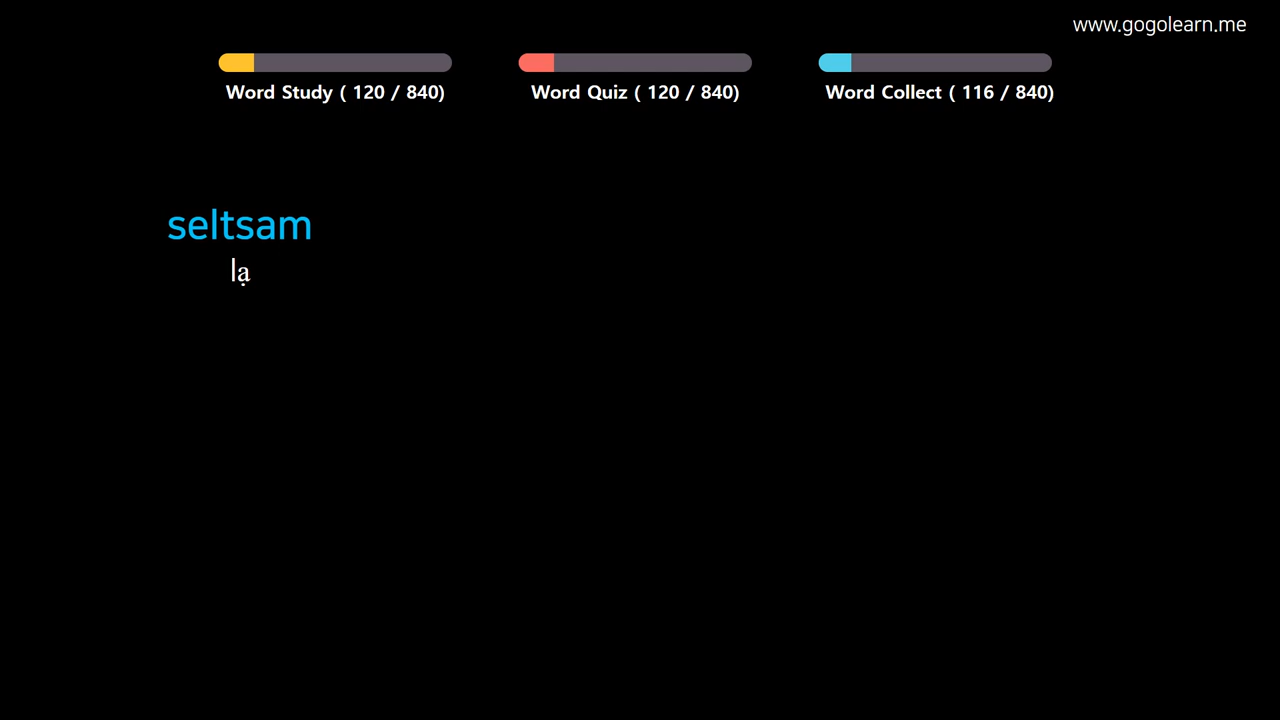 www.gogolearn.me
Word Study ( 120 / 840)
Word Quiz ( 120 / 840)
Word Collect ( 116 / 840)
seltsam
lạ